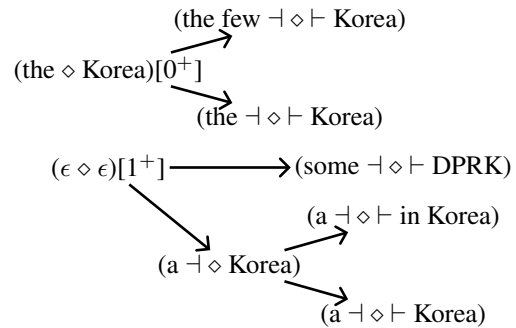 (the few ⊣ ⋄ ⊢ Korea)
(the ⋄ Korea)[0⁺]
(the ⊣ ⋄ ⊢ Korea)
(ϵ ⋄ ϵ)[1⁺]
(some ⊣ ⋄ ⊢ DPRK)
(a ⊣ ⋄ ⊢ in Korea)
(a ⊣ ⋄ Korea)
(a ⊣ ⋄ ⊢ Korea)